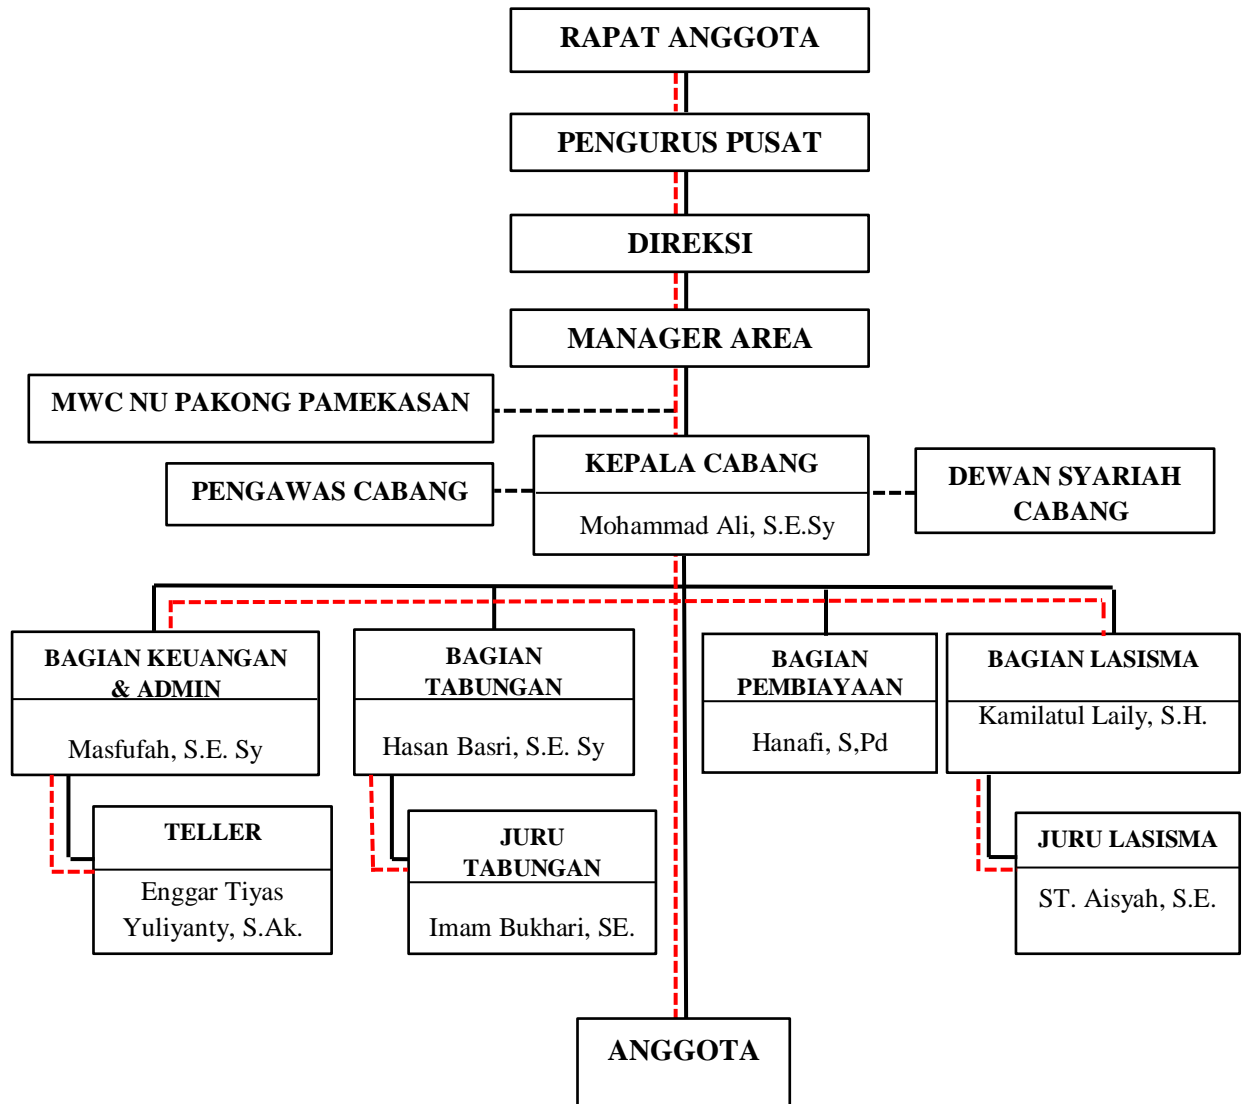 RAPAT ANGGOTA
PENGURUS PUSAT
DIREKSI
MANAGER AREA
MWC NU PAKONG PAMEKASAN
KEPALA CABANG
Mohammad Ali, S.E.Sy
PENGAWAS CABANG
DEWAN SYARIAH
CABANG
BAGIAN KEUANGAN
& ADMIN
Masfufah, S.E. Sy
BAGIAN
TABUNGAN
Hasan Basri, S.E. Sy
BAGIAN
PEMBIAYAAN
Hanafi, S,Pd
BAGIAN LASISMA
Kamilatul Laily, S.H.
TELLER
Enggar Tiyas
Yuliyanty, S.Ak.
JURU
TABUNGAN
Imam Bukhari, SE.
JURU LASISMA
ST. Aisyah, S.E.
ANGGOTA